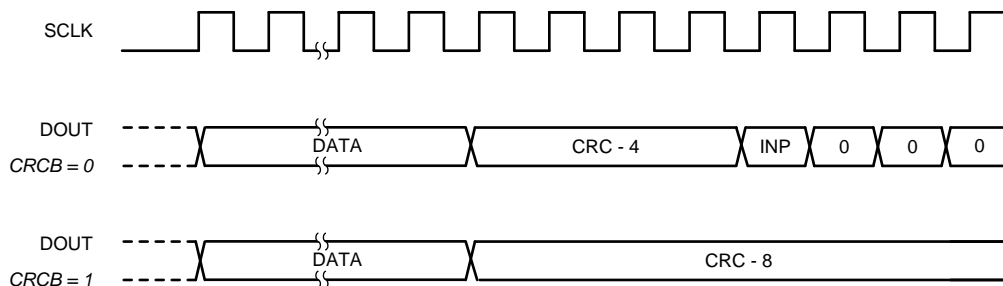 SCLK
DOUT
CRCB = 0
DATA
CRC - 4
INP
0
0
0
DOUT
CRCB = 1
DATA
CRC - 8